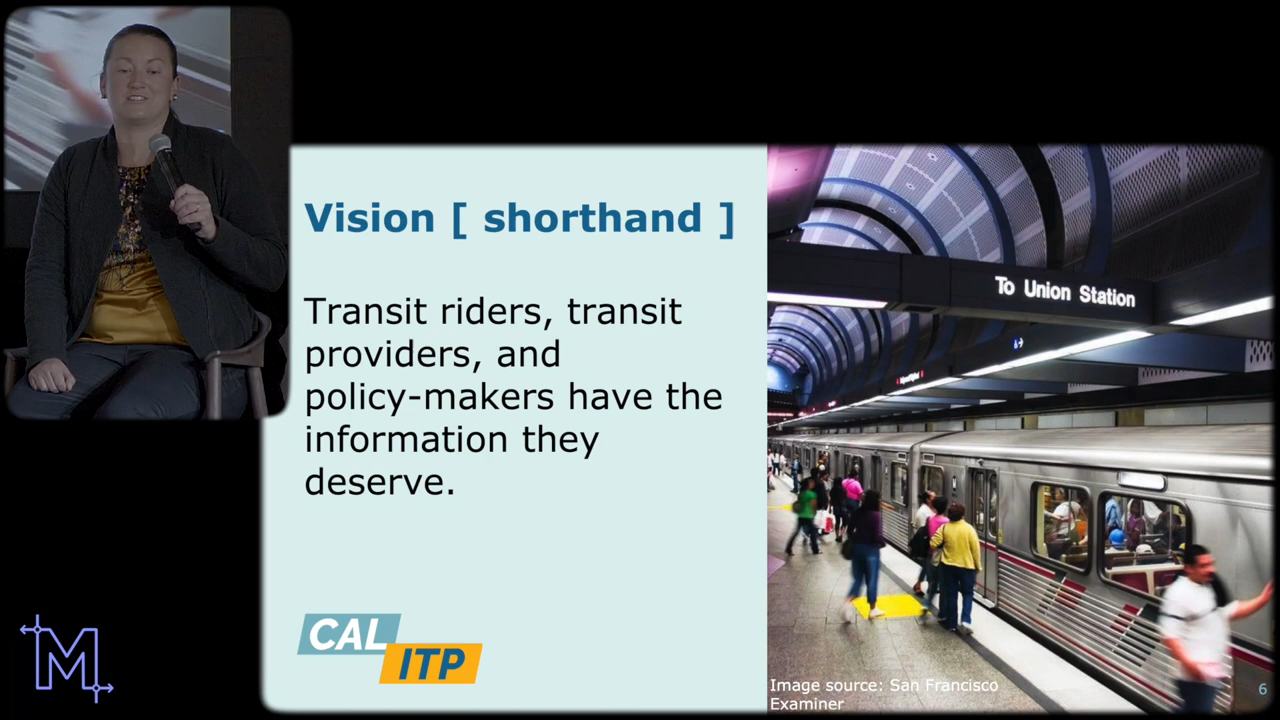 Vision [ shorthand ]
Transit riders, transit
providers, and
policy-makers have the
information they
deserve.
CAL
ITP
To Union Station
Image source: San Francisco
Examiner
6
M